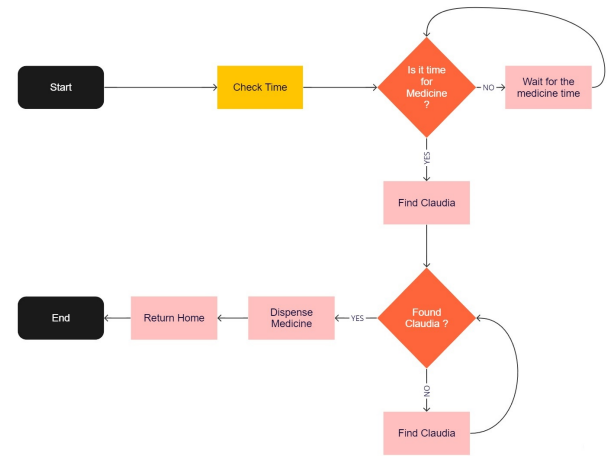 Start
Check Time
Is it time
for
Medicine
?
NO
Wait for the
medicine time
YES
Find Claudia
Found
Claudia ?
YES
Dispense
Medicine
Return Home
End
NO
Find Claudia